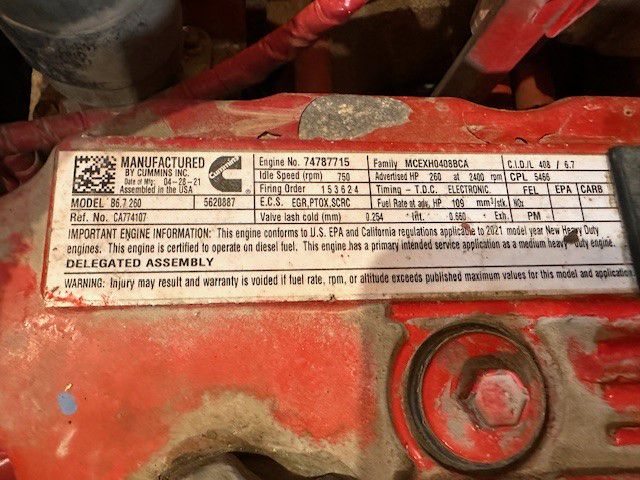 MANUFACTURED
BY CUMMINS INC.
Date of Mfg: 04-28-21
Assembled in the USA
Cummins
Engine No. 74787715
Family MCEXH0408BCA
C.I.D./L 408 / 6.7
Idle Speed (rpm) 750
Advertised HP 260 at 2400 rpm
CPL 5466
Firing Order 153624
Timing - T.D.C. ELECTRONIC.
FEL EPA CARB
MODEL B6.7 260
5620887
E.C.S. EGR,PTOX,SCRC
Fuel Rate at adv. HP 109 mm³/stk.
NOx
Ref. No. CA774107
Valve lash cold 0.254 Int. 0.660 Exh.
PM
IMPORTANT ENGINE INFORMATION: This engine conforms to U.S. EPA and California regulations applicable to 2021 model year New Heavy Duty
engines. This engine is certified to operate on diesel fuel. This engine has a primary intended service application as a medium heavy duty engine.
DELEGATED ASSEMBLY
WARNING: Injury may result and warranty is voided if fuel rate, rpm, or altitude exceeds published maximum values for this model and application.